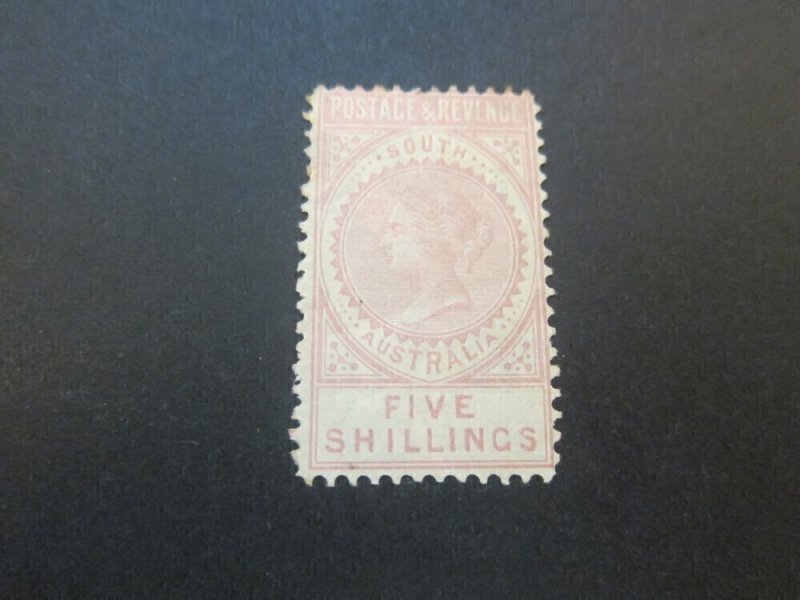 POSTAGE & REVENUE
SOUTH
AUSTRALIA
FIVE
SHILLINGS